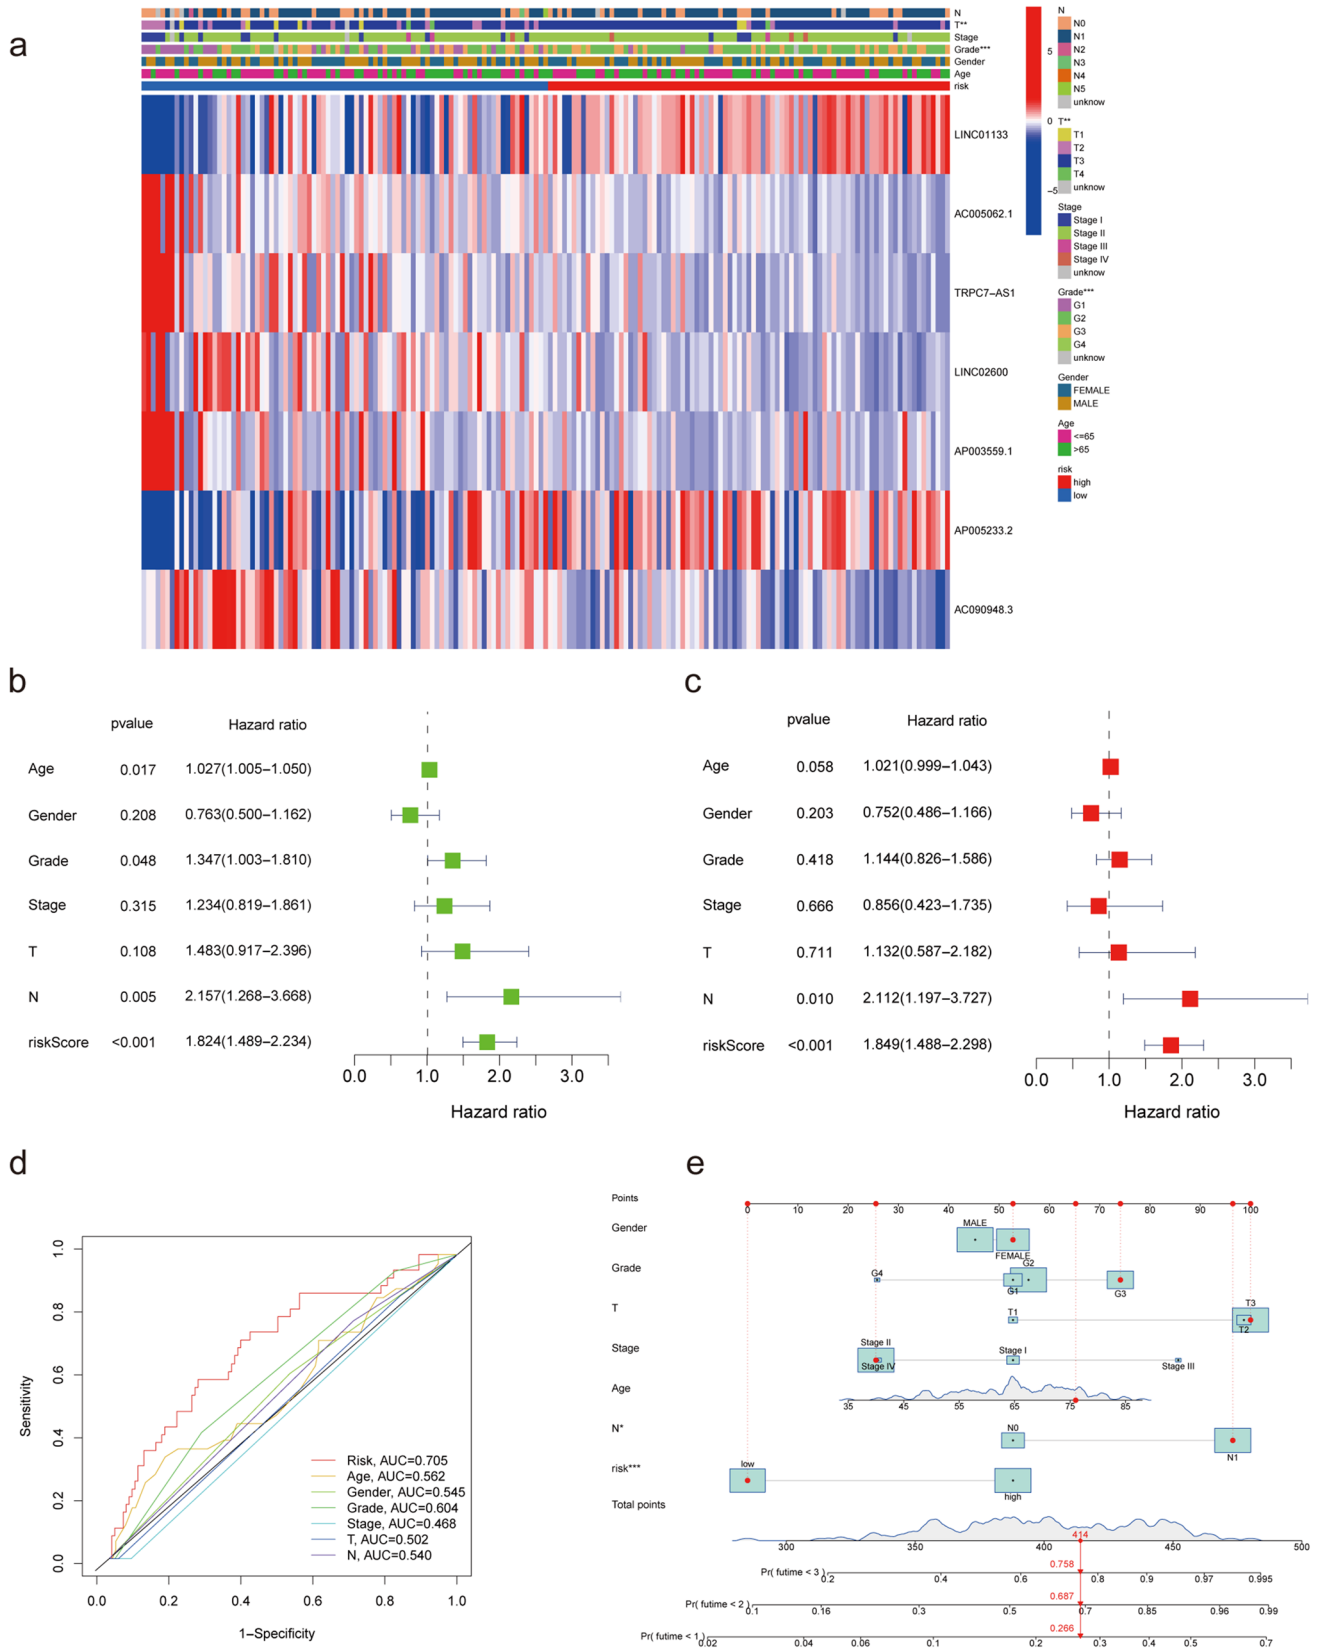 a
N
T**
Stage
Grade***
Gender
Age
risk
LINC01133
AC005062.1
TRPC7–AS1
LINC02600
AP003559.1
AP005233.2
AC090948.3
5
0
–5
N
N0
N1
N2
N3
N4
N5
unknow
T**
T1
T2
T3
T4
unknow
Stage
Stage I
Stage II
Stage III
Stage IV
unknow
Grade***
G1
G2
G3
G4
unknow
Gender
FEMALE
MALE
Age
<=65
>65
risk
high
low
b
pvalue Hazard ratio
Age 0.017 1.027(1.005–1.050)
Gender 0.208 0.763(0.500–1.162)
Grade 0.048 1.347(1.003–1.810)
Stage 0.315 1.234(0.819–1.861)
T 0.108 1.483(0.917–2.396)
N 0.005 2.157(1.268–3.668)
riskScore <0.001 1.824(1.489–2.234)
0.0 1.0 2.0 3.0
Hazard ratio
c
pvalue Hazard ratio
Age 0.058 1.021(0.999–1.043)
Gender 0.203 0.752(0.486–1.166)
Grade 0.418 1.144(0.826–1.586)
Stage 0.666 0.856(0.423–1.735)
T 0.711 1.132(0.587–2.182)
N 0.010 2.112(1.197–3.727)
riskScore <0.001 1.849(1.488–2.298)
0.0 1.0 2.0 3.0
Hazard ratio
d
Sensitivity
1.0
0.8
0.6
0.4
0.2
0.0
Risk, AUC=0.705
Age, AUC=0.562
Gender, AUC=0.545
Grade, AUC=0.604
Stage, AUC=0.468
T, AUC=0.502
N, AUC=0.540
0.0 0.2 0.4 0.6 0.8 1.0
1–Specificity
e
Points
0 10 20 30 40 50 60 70 80 90 100
Gender
MALE
FEMALE
Grade
G4 G2
G1 G3
T
T1 T3
T2
Stage
Stage II Stage I
Stage IV Stage III
Age
35 45 55 65 75 85
N*
N0
N1
risk***
low
high
Total points
414
300 350 400 450 500
0.758
Pr( futime < 3 )
0.2 0.4 0.6 0.8 0.9 0.97 0.995
0.687
Pr( futime < 2 )
0.1 0.16 0.3 0.5 0.7 0.85 0.96 0.99
0.266
Pr( futime < 1 )
0.02 0.04 0.06 0.1 0.2 0.3 0.4 0.5 0.7